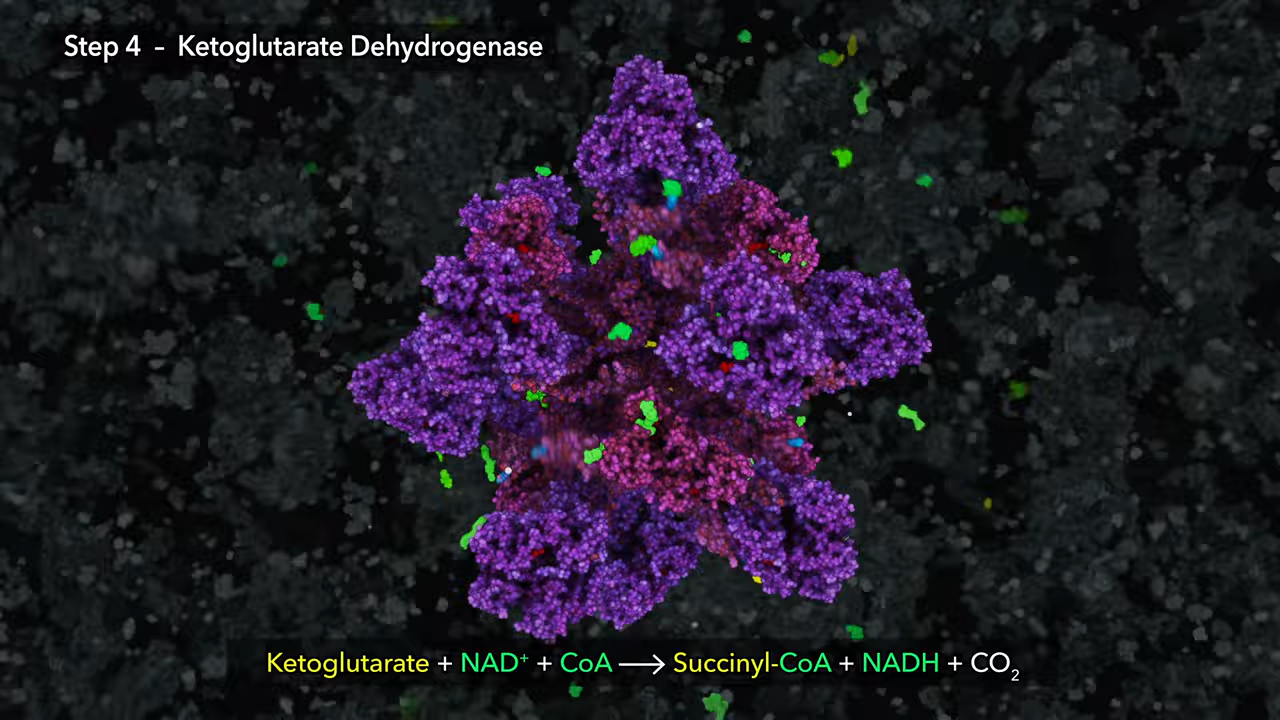 Step 4 – Ketoglutarate Dehydrogenase
Ketoglutarate + NAD⁺ + CoA ⟶ Succinyl-CoA + NADH + CO₂